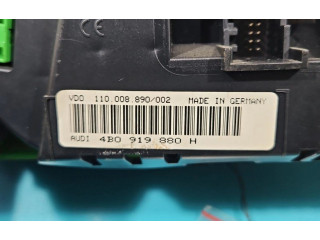 VDO 110.008.890/002 MADE IN GERMANY
AUDI 4B0 919 880 H